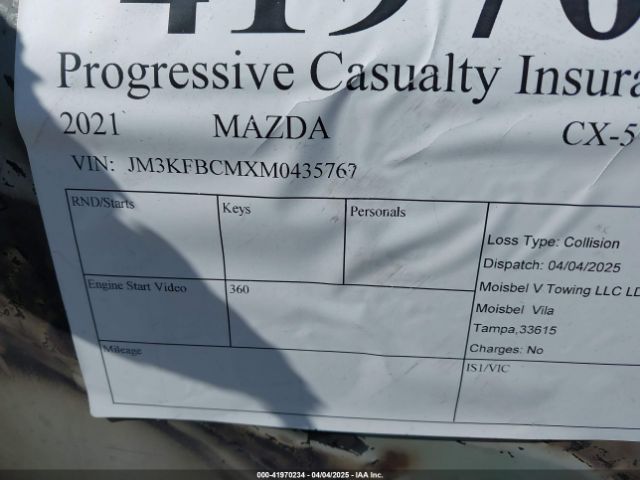 Progressive Casualty
2021 MAZDA CX-5
VIN: JM3KFBCMXM0435767
RND/Starts Keys Personals
Loss Type: Collision
Dispatch: 04/04/2025
Engine Start Video 360 Moisbel V Towing LLC
Moisbel Vila
Tampa,33615
Charges: No
Mileage IS1/VIC
000-41970234 - 04/04/2025 - IAA Inc.